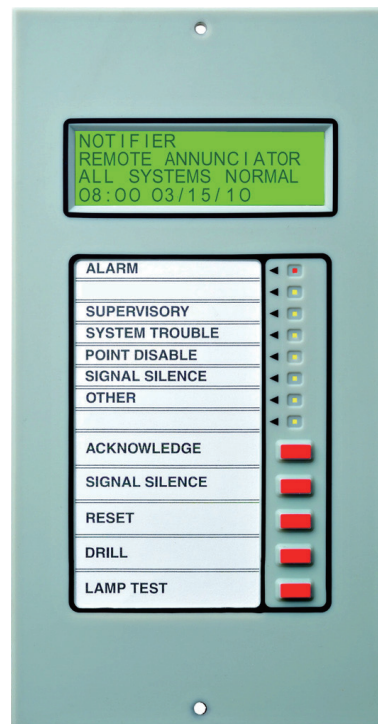 NOTIFIER
REMOTE ANNUNCIATOR
ALL SYSTEMS NORMAL
08:00 03/15/10
ALARM
SUPERVISORY
SYSTEM TROUBLE
POINT DISABLE
SIGNAL SILENCE
OTHER
ACKNOWLEDGE
SIGNAL SILENCE
RESET
DRILL
LAMP TEST